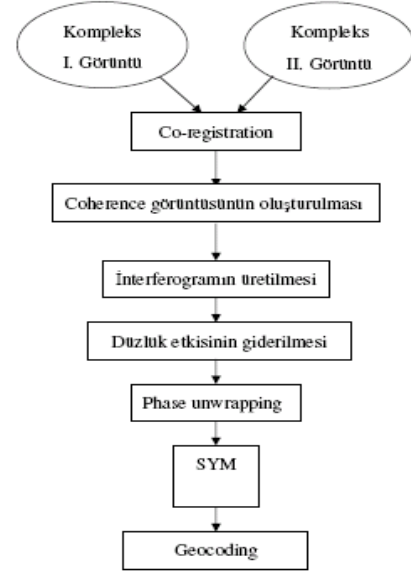 Kompleks
I. Görüntü
Kompleks
II. Görüntü
Co-registration
Coherence görüntüsünün oluşturulması
İnterferogramın üretilmesi
Düzlük etkisinin giderilmesi
Phase unwrapping
SYM
Geocoding